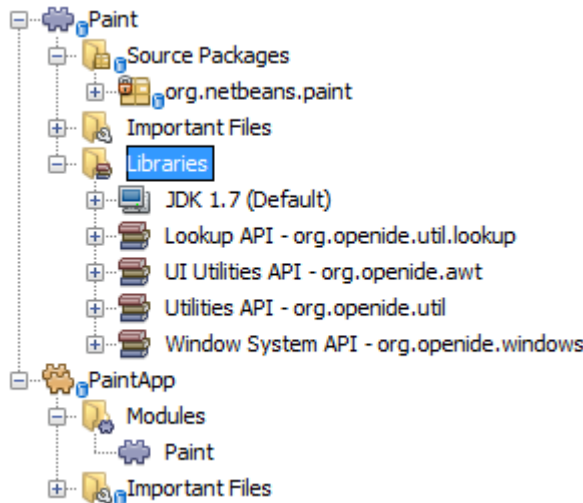 Paint
Source Packages
org.netbeans.paint
Important Files
Libraries
JDK 1.7 (Default)
Lookup API - org.openide.util.lookup
UI Utilities API - org.openide.awt
Utilities API - org.openide.util
Window System API - org.openide.windows
PaintApp
Modules
Paint
Important Files